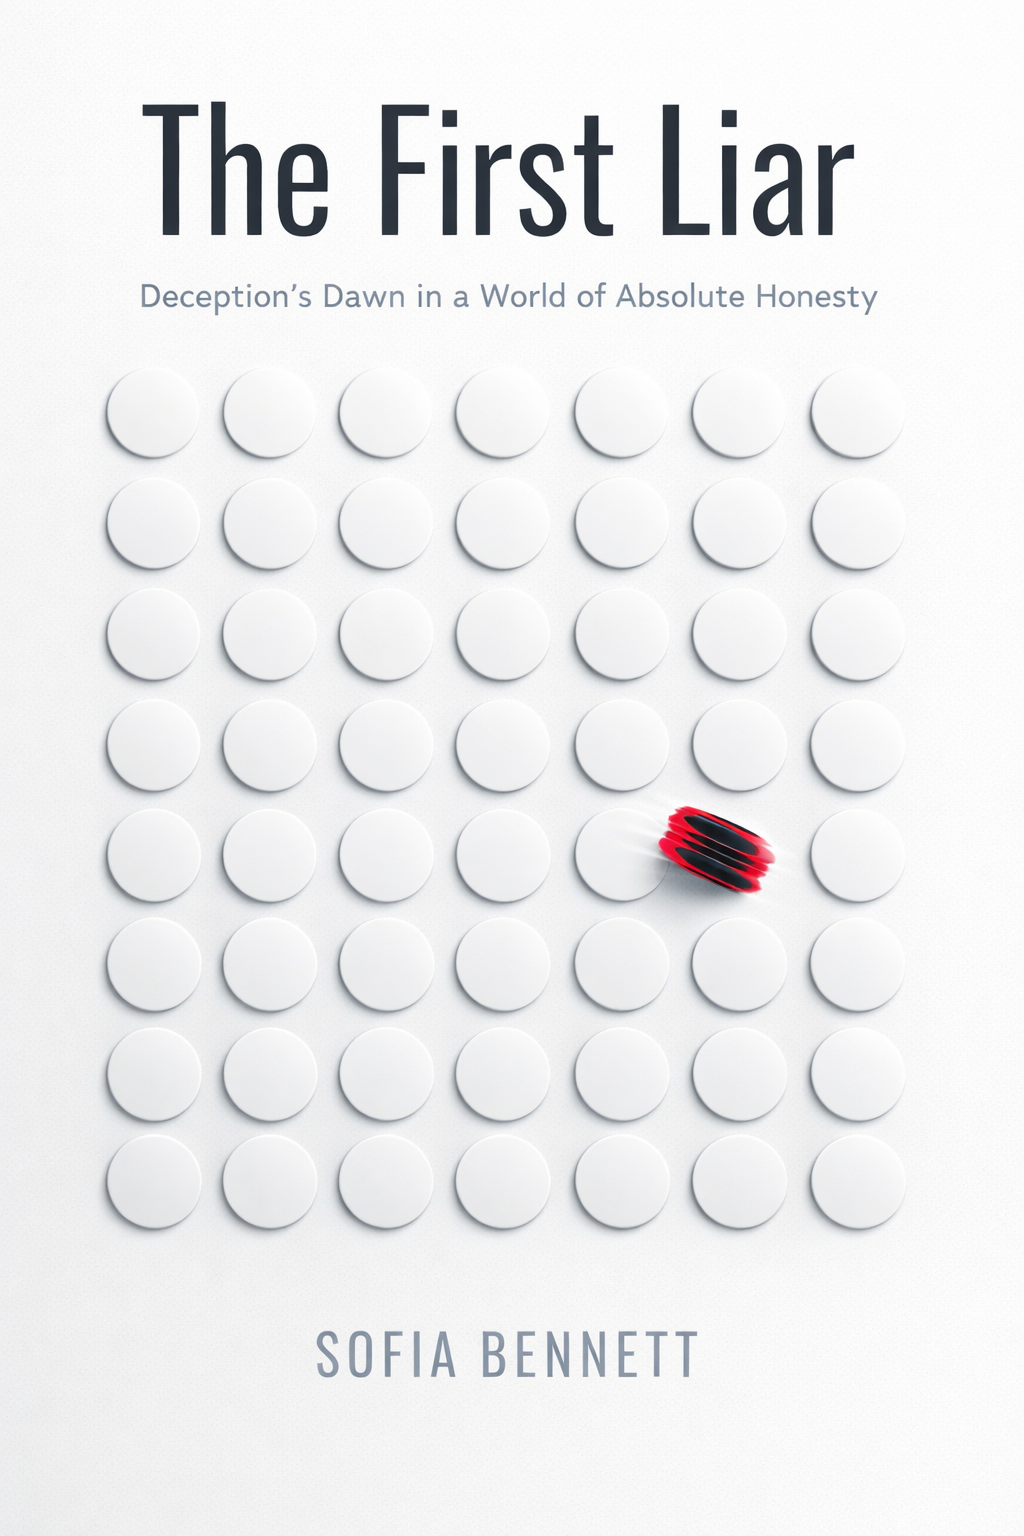 The First Liar
Deception’s Dawn in a World of Absolute Honesty
SOFIA BENNETT